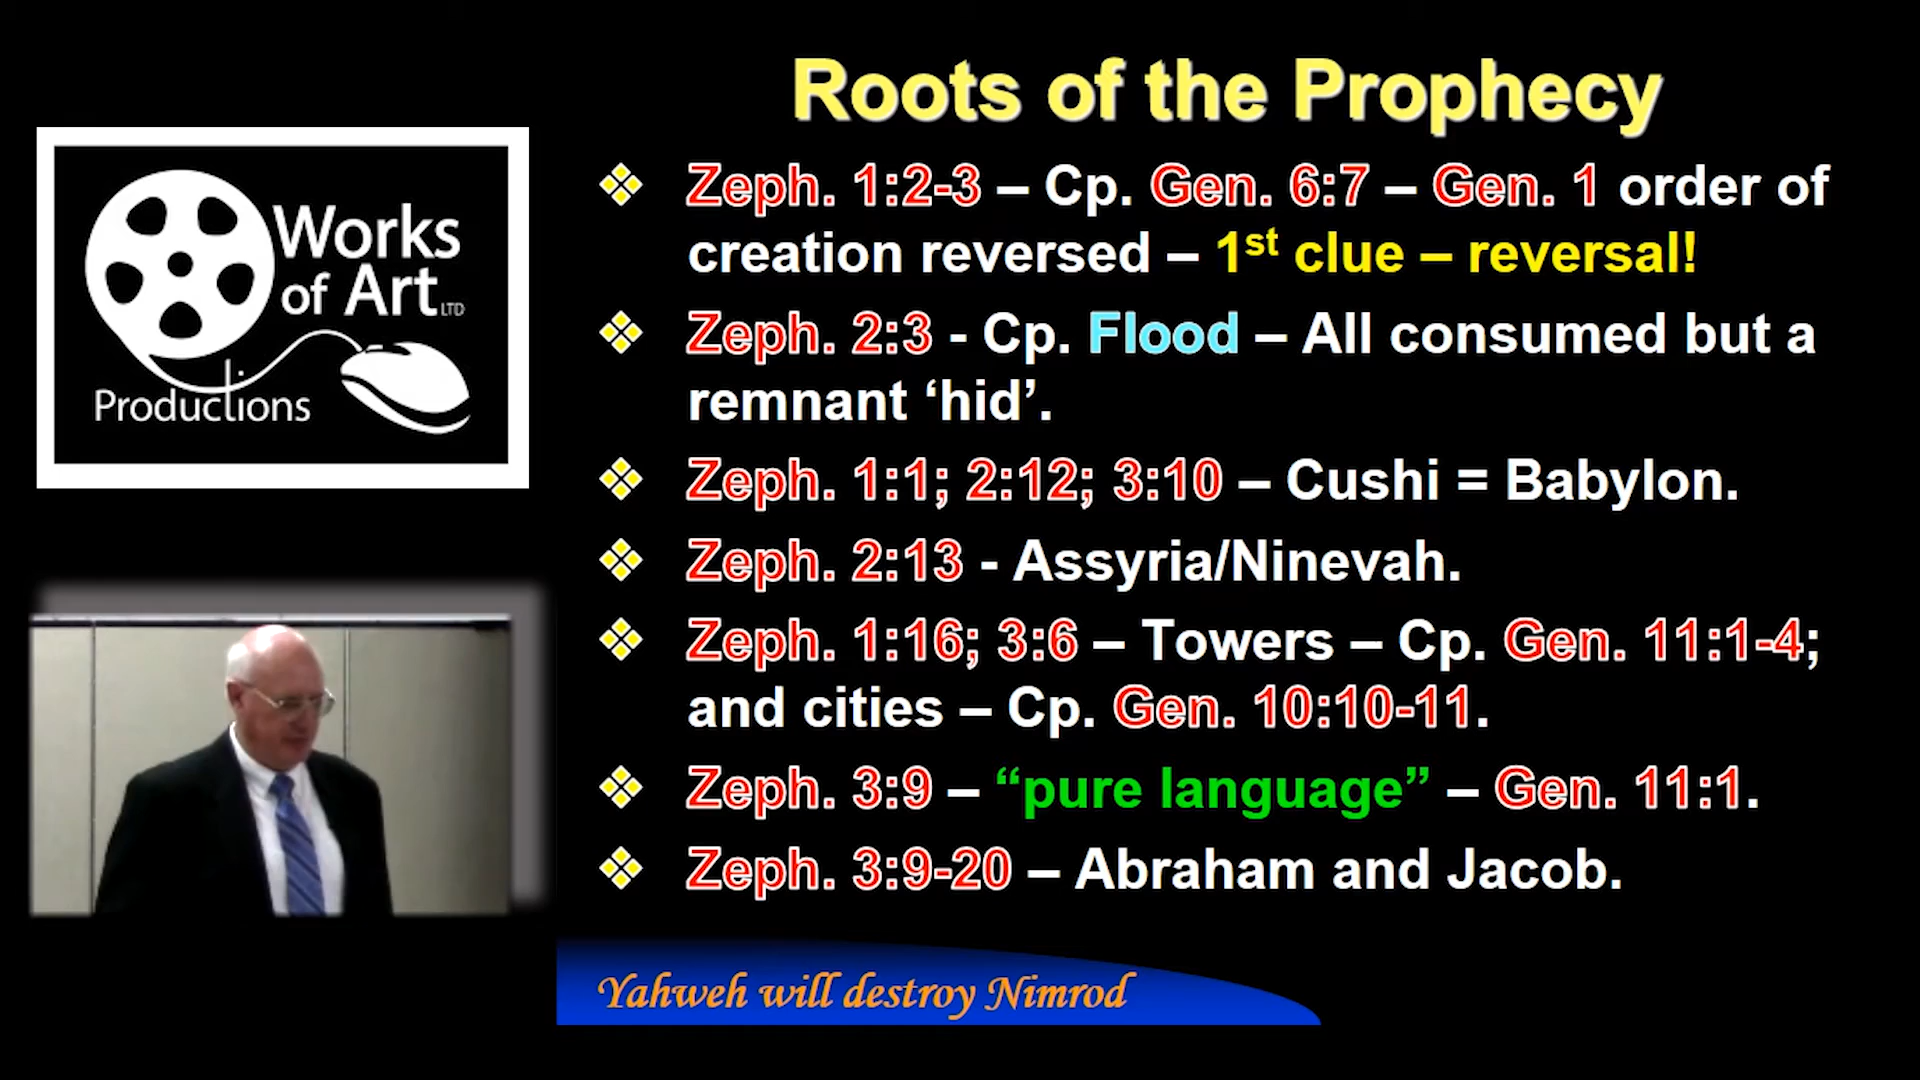 Roots of the Prophecy
Works
of Art LTD
Productions
Zeph. 1:2-3 – Cp. Gen. 6:7 – Gen. 1 order of
creation reversed – 1st clue – reversal!
Zeph. 2:3 - Cp. Flood – All consumed but a
remnant ‘hid’.
Zeph. 1:1; 2:12; 3:10 – Cushi = Babylon.
Zeph. 2:13 - Assyria/Ninevah.
Zeph. 1:16; 3:6 – Towers – Cp. Gen. 11:1-4;
and cities – Cp. Gen. 10:10-11.
Zeph. 3:9 – “pure language” – Gen. 11:1.
Zeph. 3:9-20 – Abraham and Jacob.
Yahweh will destroy Nimrod